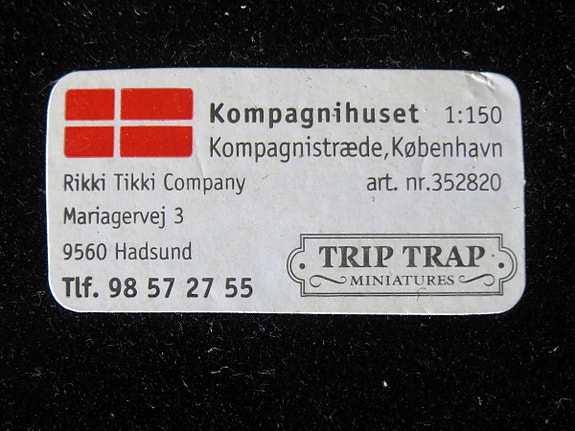 Kompagnihuset 1:150
Kompagnistræde,København
Rikki Tikki Company art. nr.352820
Mariagervej 3
9560 Hadsund
Tlf. 98 57 27 55
TRIP TRAP
MINIATURES